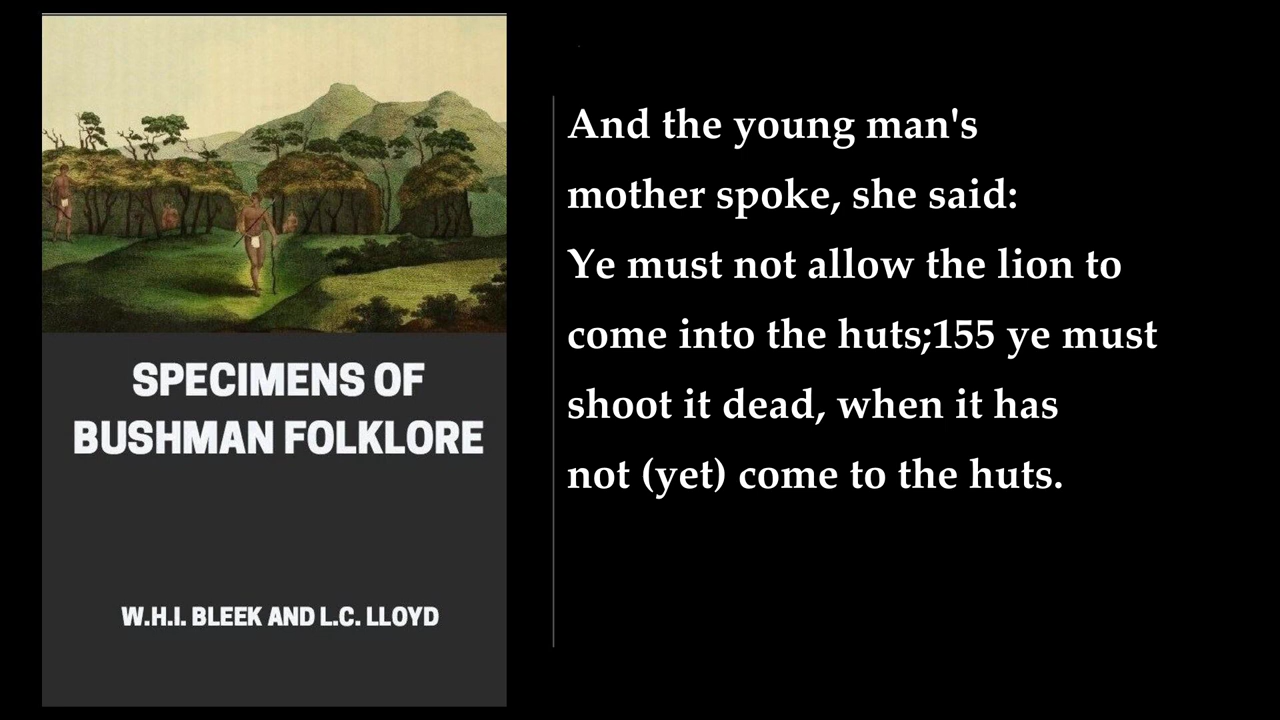 SPECIMENS OF
BUSHMAN FOLKLORE
W.H.I. BLEEK AND L.C. LLOYD
And the young man's
mother spoke, she said:
Ye must not allow the lion to
come into the huts;155 ye must
shoot it dead, when it has
not (yet) come to the huts.